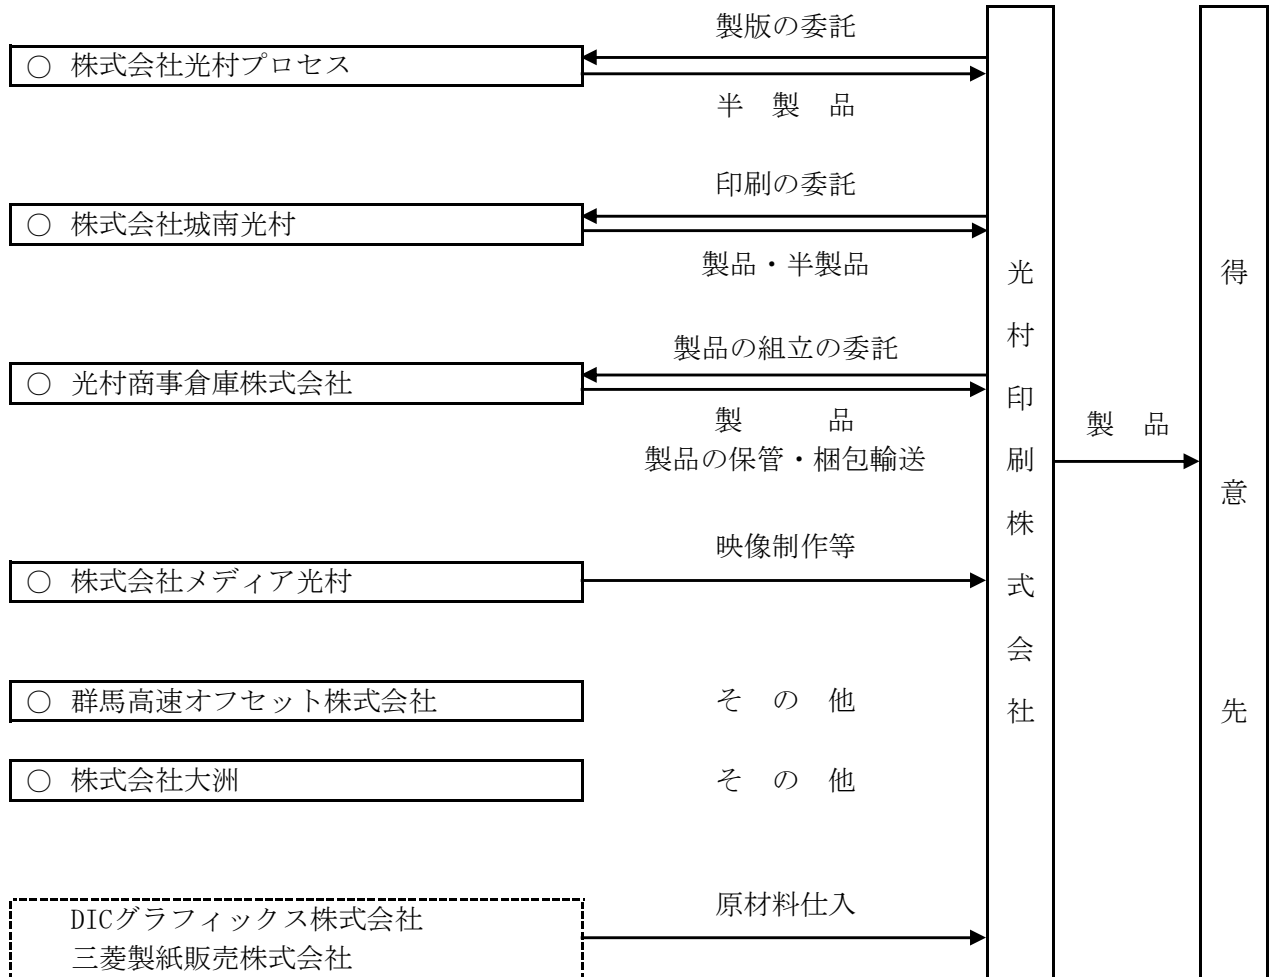 製版の委託
○ 株式会社光村プロセス
半 製 品
印刷の委託
○ 株式会社城南光村
製品・半製品
製品の組立の委託
○ 光村商事倉庫株式会社
製 品
製品の保管・梱包輸送
映像制作等
○ 株式会社メディア光村
○ 群馬高速オフセット株式会社
そ の 他
○ 株式会社大洲
そ の 他
原材料仕入
DICグラフィックス株式会社
三菱製紙販売株式会社
光村印刷株式会社
製 品
得意先